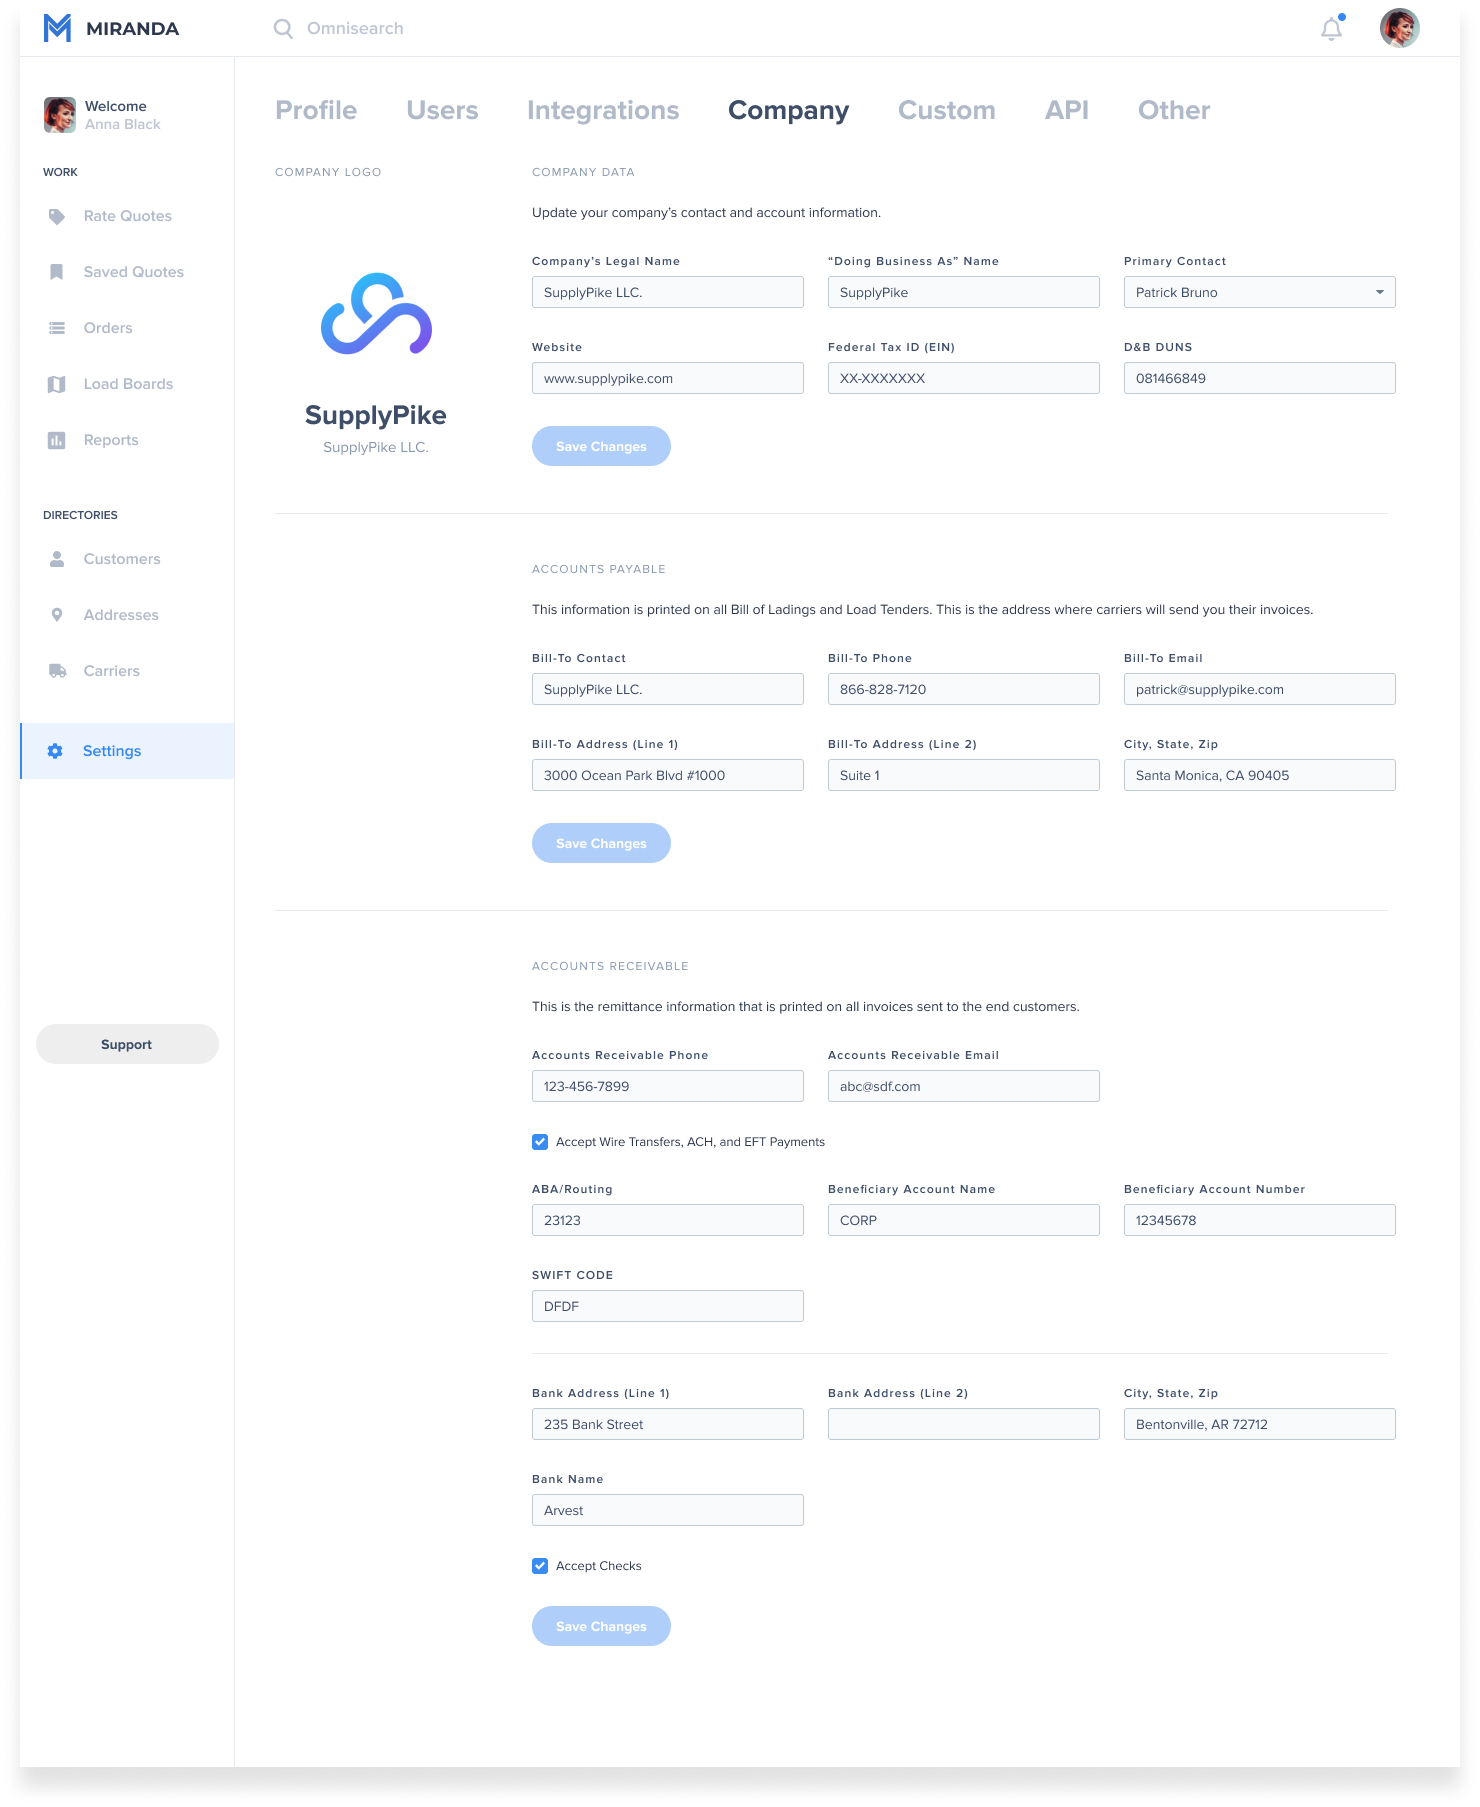 MIRANDA
Omnisearch
Welcome
Anna Black
WORK
Rate Quotes
Saved Quotes
Orders
Load Boards
Reports
DIRECTORIES
Customers
Addresses
Carriers
Settings
Support
Profile Users Integrations Company Custom API Other
COMPANY LOGO
SupplyPike
SupplyPike LLC.
COMPANY DATA
Update your company’s contact and account information.
Company’s Legal Name “Doing Business As” Name Primary Contact
SupplyPike LLC. SupplyPike Patrick Bruno
Website Federal Tax ID (EIN) D&B DUNS
www.supplypike.com XX-XXXXXXX 081466849
Save Changes
ACCOUNTS PAYABLE
This information is printed on all Bill of Ladings and Load Tenders. This is the address where carriers will send you their invoices.
Bill-To Contact Bill-To Phone Bill-To Email
SupplyPike LLC. 866-828-7120 patrick@supplypike.com
Bill-To Address (Line 1) Bill-To Address (Line 2) City, State, Zip
3000 Ocean Park Blvd #1000 Suite 1 Santa Monica, CA 90405
Save Changes
ACCOUNTS RECEIVABLE
This is the remittance information that is printed on all invoices sent to the end customers.
Accounts Receivable Phone Accounts Receivable Email
123-456-7899 abc@sdf.com
Accept Wire Transfers, ACH, and EFT Payments
ABA/Routing Beneficiary Account Name Beneficiary Account Number
23123 CORP 12345678
SWIFT CODE
DFDF
Bank Address (Line 1) Bank Address (Line 2) City, State, Zip
235 Bank Street Bentonville, AR 72712
Bank Name
Arvest
Accept Checks
Save Changes